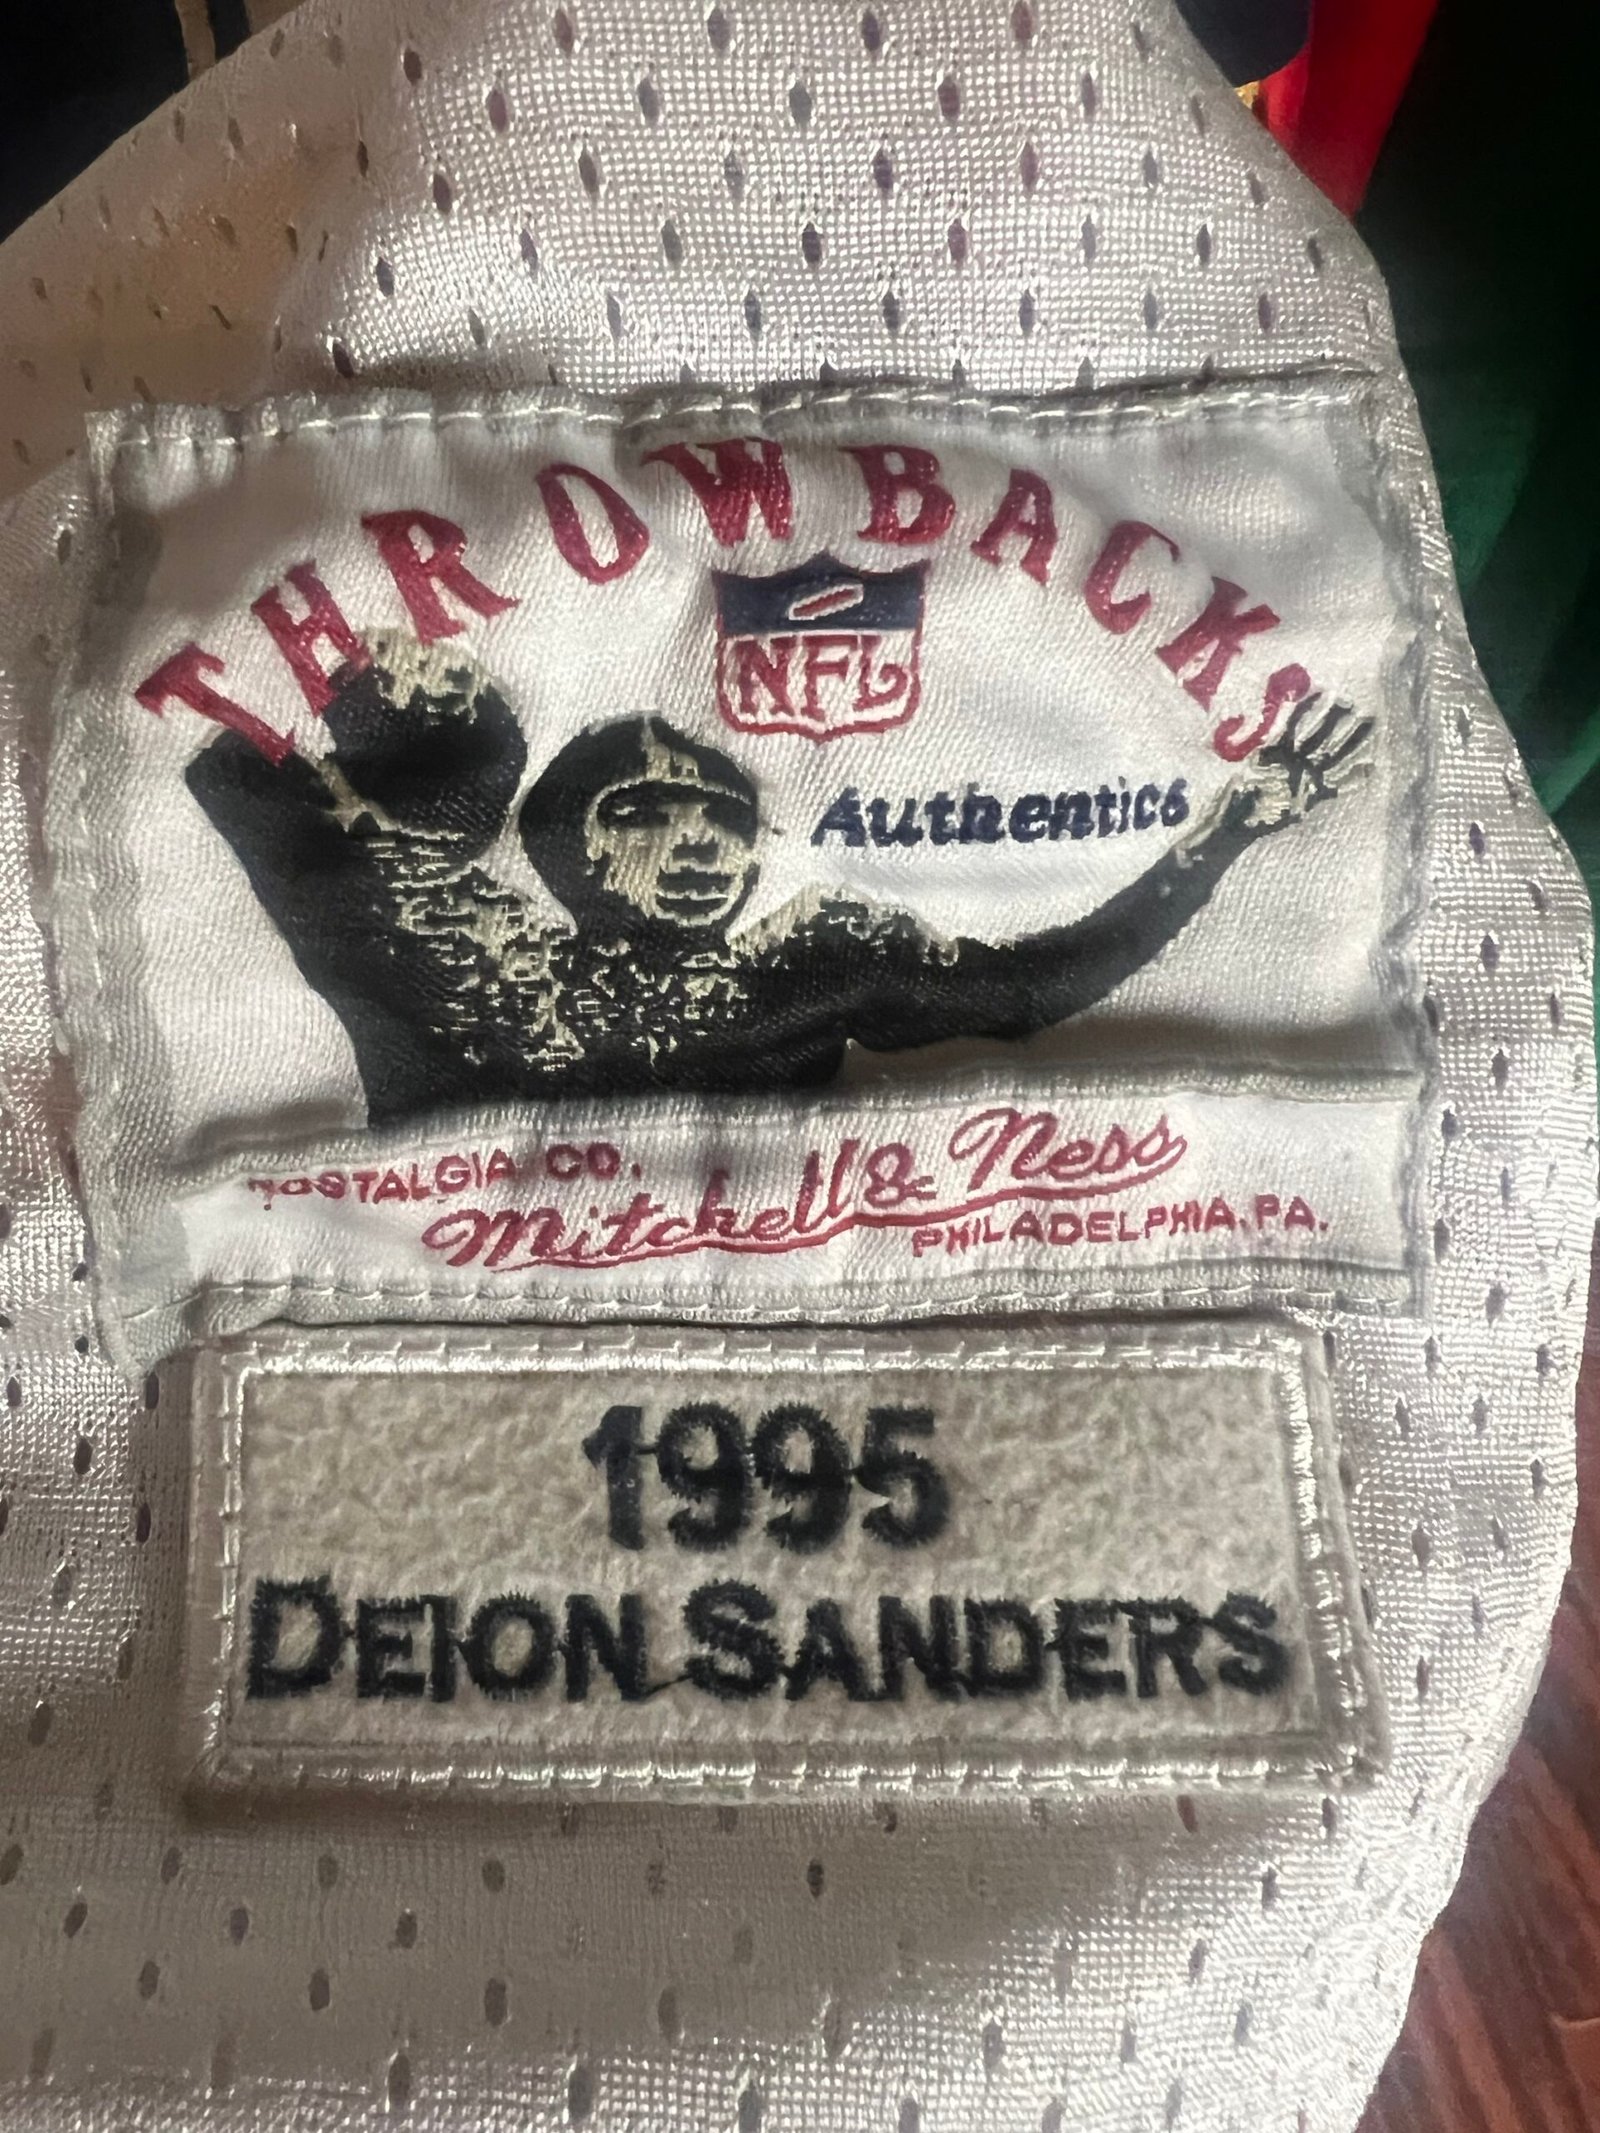 THROWBACKS
NFL
Authentics
NOSTALGIA CO.
Mitchell & Ness
PHILADELPHIA, PA.
1995
DEION SANDERS